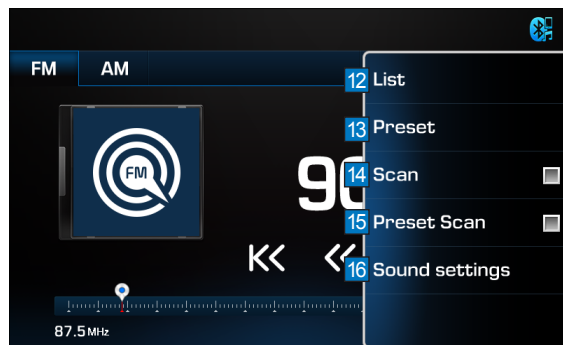 FM AM
FM
90
87.5 MHz
12 List
13 Preset
14 Scan
15 Preset Scan
16 Sound settings